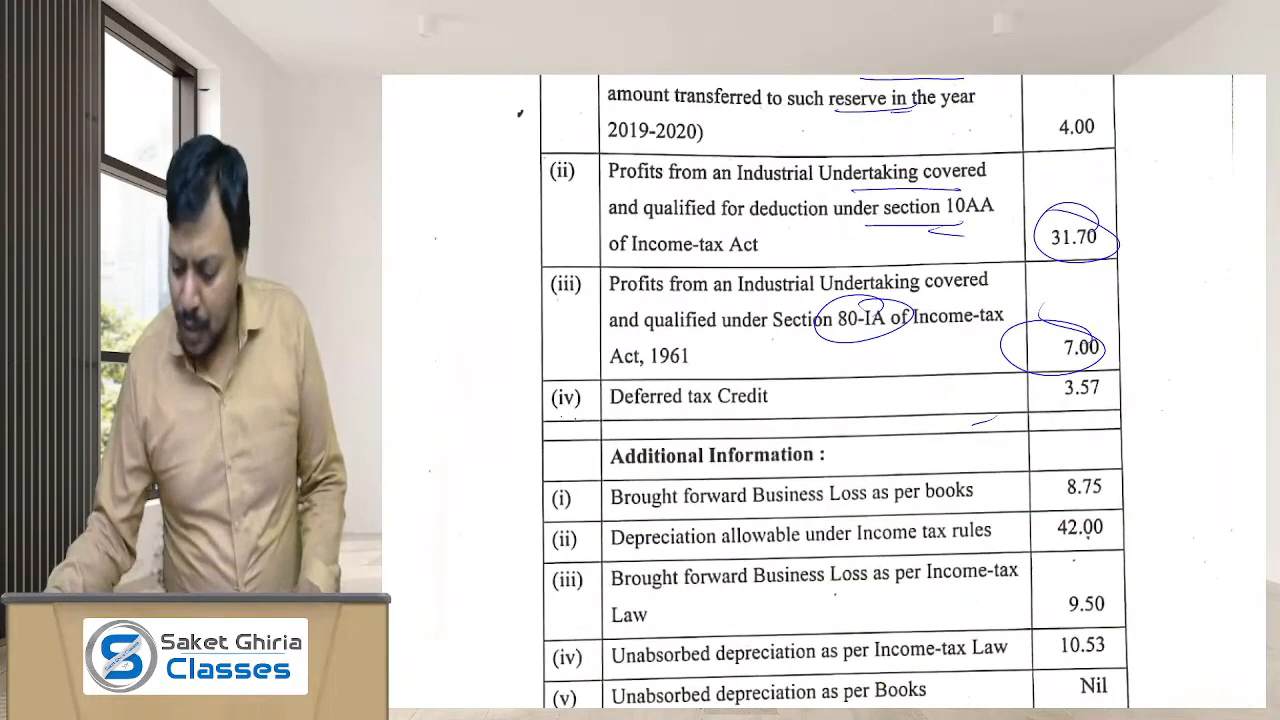 amount transferred to such reserve in the year
2019-2020) 4.00
(ii) Profits from an Industrial Undertaking covered
and qualified for deduction under section 10AA
of Income-tax Act 31.70
(iii) Profits from an Industrial Undertaking covered
and qualified under Section 80-IA of Income-tax
Act, 1961 7.00
(iv) Deferred tax Credit 3.57
Additional Information :
(i) Brought forward Business Loss as per books 8.75
(ii) Depreciation allowable under Income tax rules 42.00
(iii) Brought forward Business Loss as per Income-tax
Law 9.50
(iv) Unabsorbed depreciation as per Income-tax Law 10.53
(v) Unabsorbed depreciation as per Books Nil
S Saket Ghiria
Classes